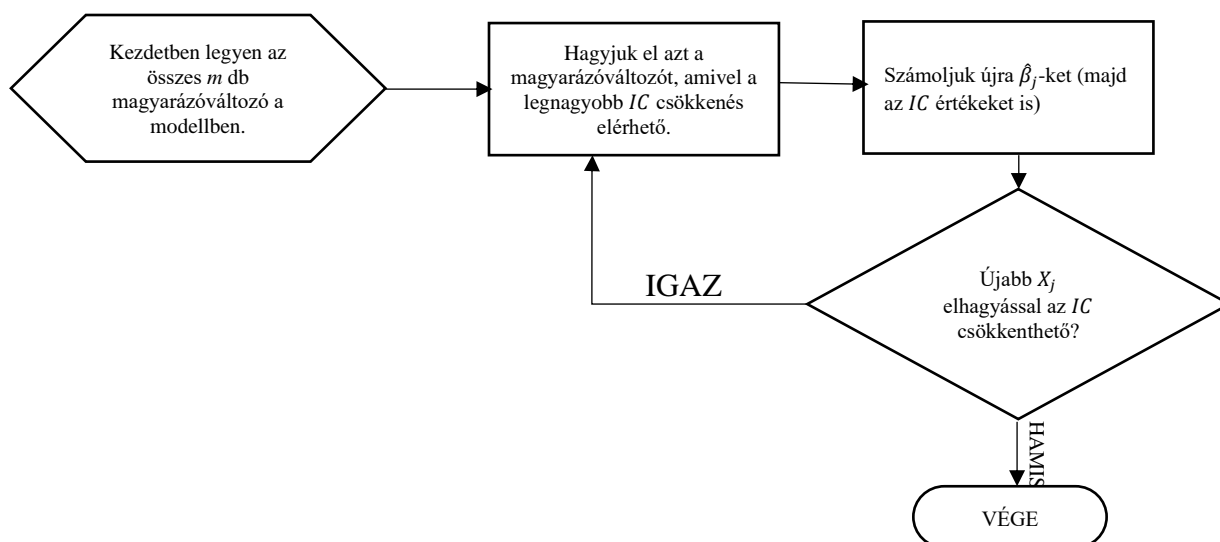 Kezdetben legyen az
összes m db
magyarázóváltozó a
modellben.
Hagyjuk el azt a
magyarázóváltozót, amivel a
legnagyobb IC csökkenés
elérhető.
Számoljuk újra β̂ⱼ-ket (majd
az IC értékeket is)
Újabb Xⱼ
elhagyással az IC
csökkenthető?
IGAZ
HAMIS
VÉGE